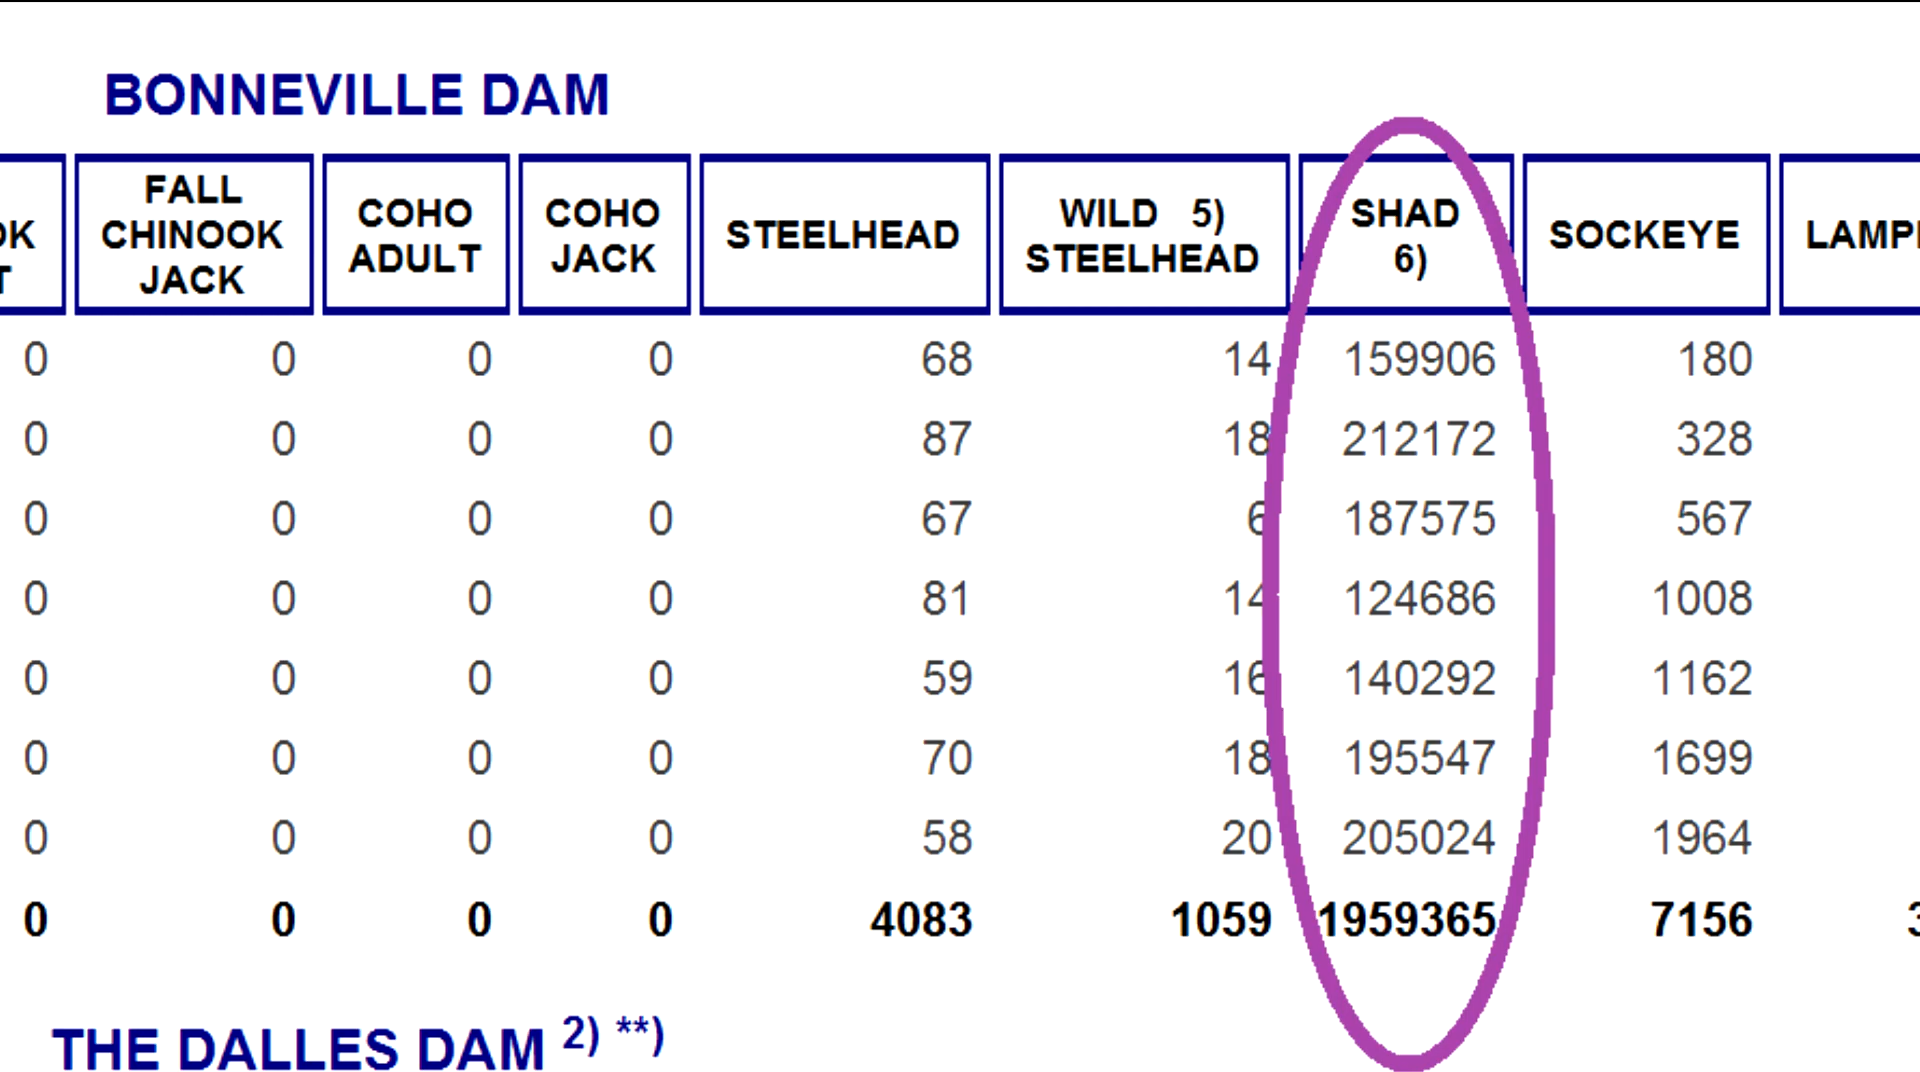 BONNEVILLE DAM
FALL CHINOOK JACK
COHO ADULT
COHO JACK
STEELHEAD
WILD 5) STEELHEAD
SHAD 6)
SOCKEYE
0 0 0 0 68 14 159906 180
0 0 0 0 87 18 212172 328
0 0 0 0 67 6 187575 567
0 0 0 0 81 14 124686 1008
0 0 0 0 59 16 140292 1162
0 0 0 0 70 18 195547 1699
0 0 0 0 58 20 205024 1964
0 0 0 0 4083 1059 1959365 7156
THE DALLES DAM 2) **)